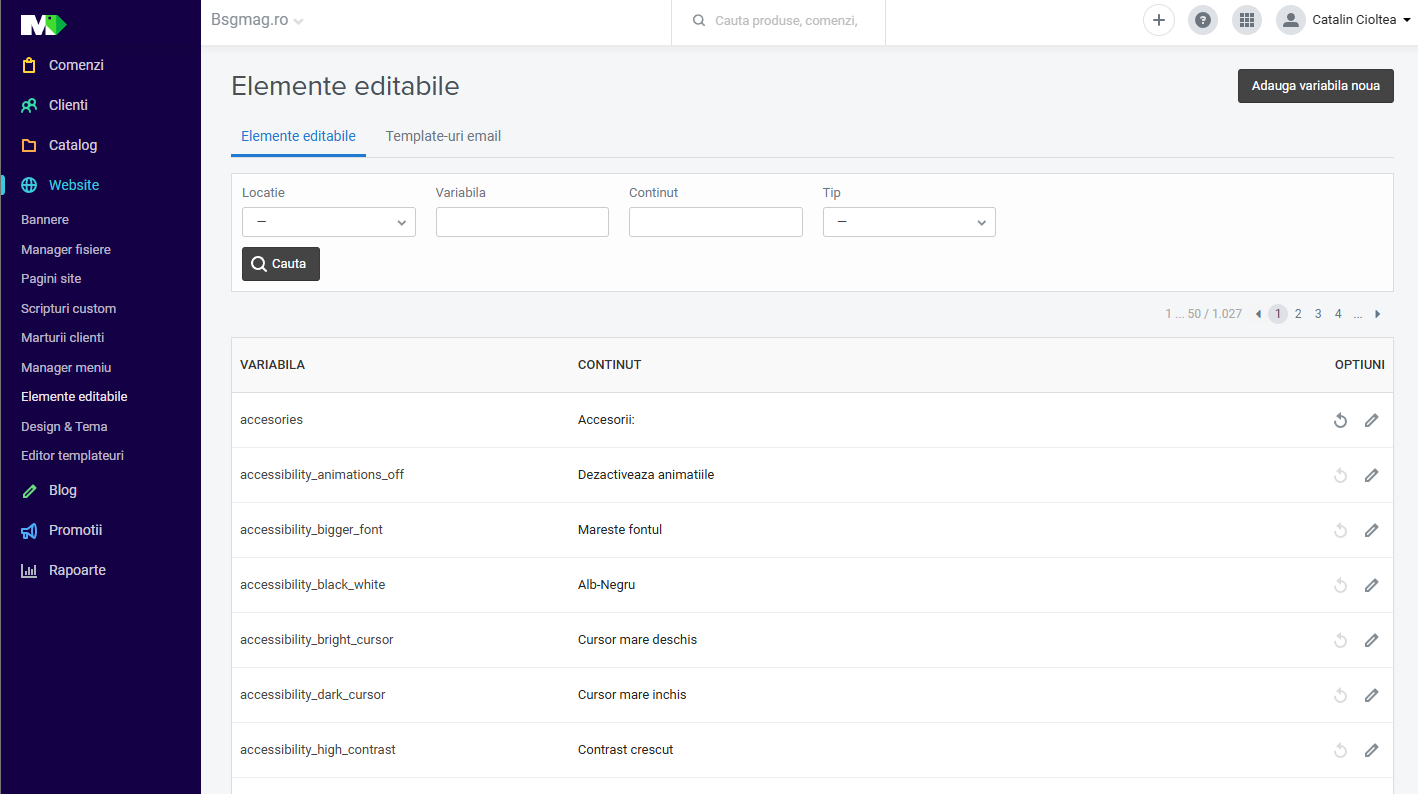 Bsgmag.ro
Cauta produse, comenzi,
Catalin Cioltea
Comenzi
Clienti
Catalog
Website
Bannere
Manager fisiere
Pagini site
Scripturi custom
Marturii clienti
Manager meniu
Elemente editabile
Design & Tema
Editor templateuri
Blog
Promotii
Rapoarte
Elemente editabile
Adauga variabila noua
Elemente editabile Template-uri email
Locatie Variabila Continut Tip
— —
Cauta
1 ... 50 / 1.027 1 2 3 4 ...
VARIABILA CONTINUT OPTIUNI
accesories Accesorii:
accessibility_animations_off Dezactiveaza animatiile
accessibility_bigger_font Mareste fontul
accessibility_black_white Alb-Negru
accessibility_bright_cursor Cursor mare deschis
accessibility_dark_cursor Cursor mare inchis
accessibility_high_contrast Contrast crescut